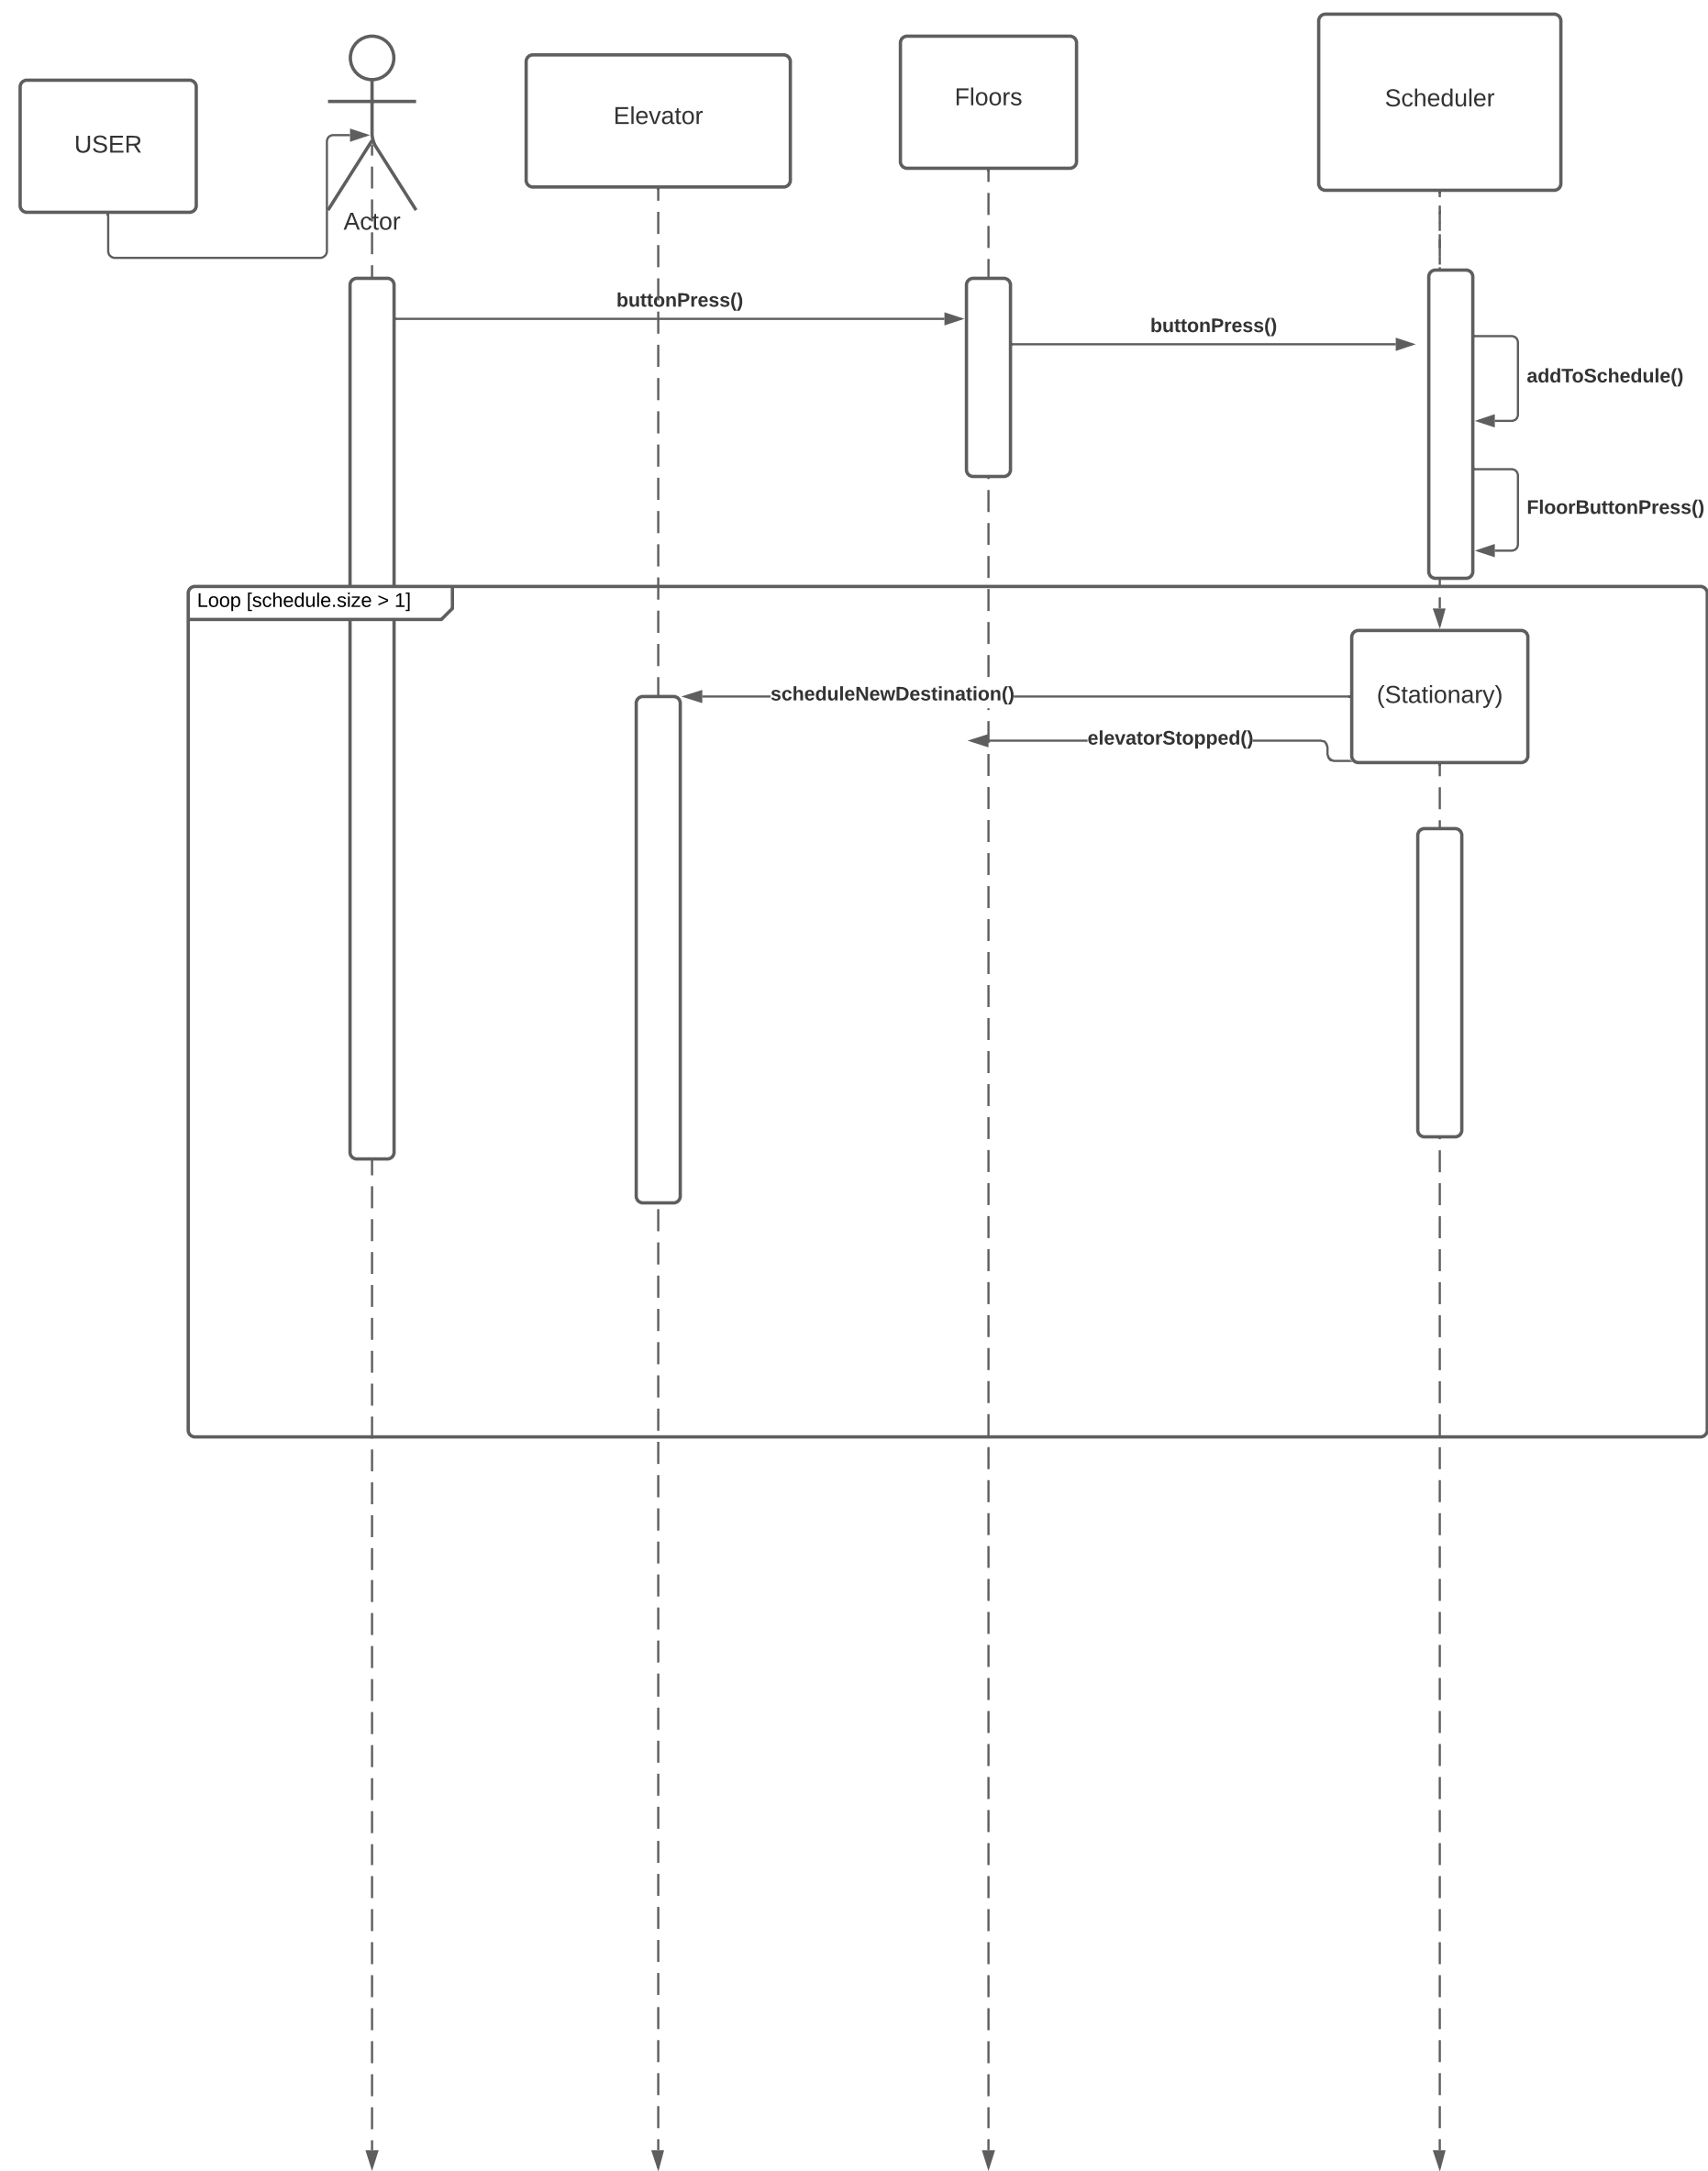 USER
Actor
Elevator
Floors
Scheduler
buttonPress()
buttonPress()
addToSchedule()
FloorButtonPress()
Loop [schedule.size > 1]
(Stationary)
scheduleNewDestination()
elevatorStopped()